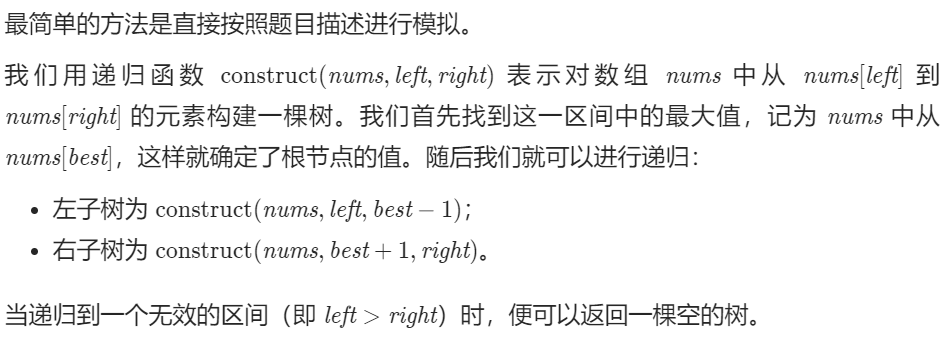 最简单的方法是直接按照题目描述进行模拟。
我们用递归函数 construct(nums, left, right) 表示对数组 nums 中从 nums[left] 到
nums[right] 的元素构建一棵树。我们首先找到这一区间中的最大值，记为 nums 中从
nums[best]，这样就确定了根节点的值。随后我们就可以进行递归：
• 左子树为 construct(nums, left, best − 1)；
• 右子树为 construct(nums, best + 1, right)。
当递归到一个无效的区间（即 left > right）时，便可以返回一棵空的树。